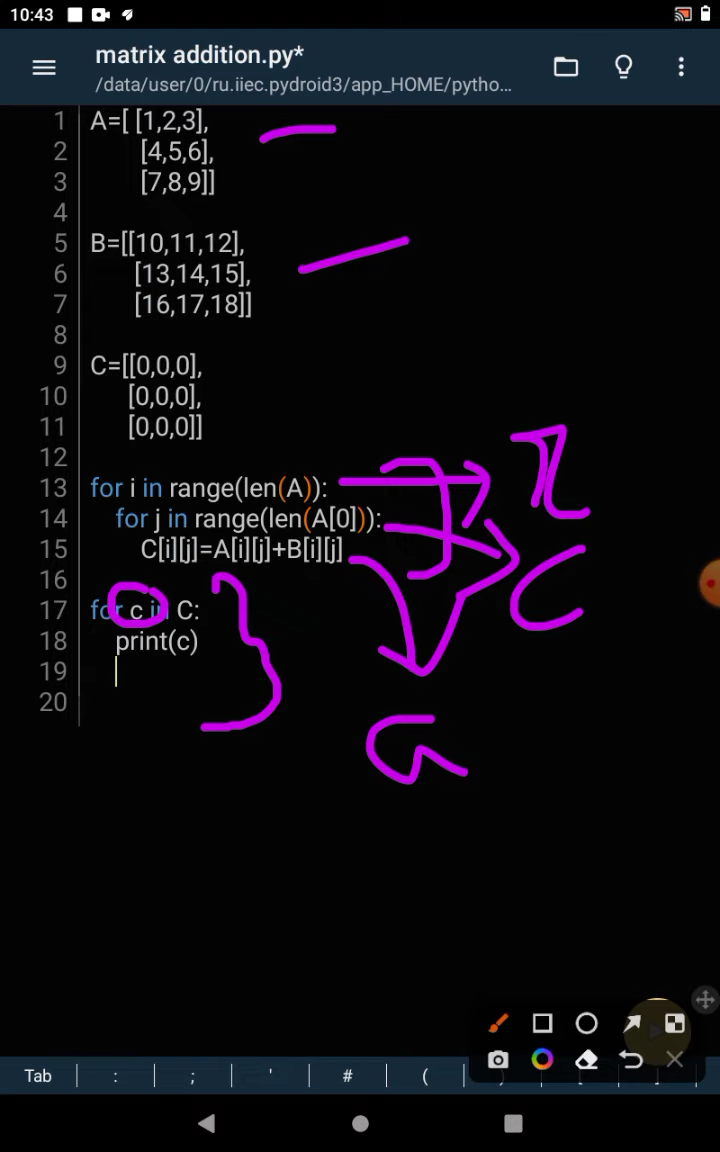 10:43
matrix addition.py*
/data/user/0/ru.iiec.pydroid3/app_HOME/pytho...
1 A=[ [1,2,3],
2 [4,5,6],
3 [7,8,9]]
4
5 B=[[10,11,12],
6 [13,14,15],
7 [16,17,18]]
8
9 C=[[0,0,0],
10 [0,0,0],
11 [0,0,0]]
12
13 for i in range(len(A)):
14 for j in range(len(A[0])):
15 C[i][j]=A[i][j]+B[i][j]
16
17 for c in C:
18 print(c)
19
20
Tab : ; ' # (